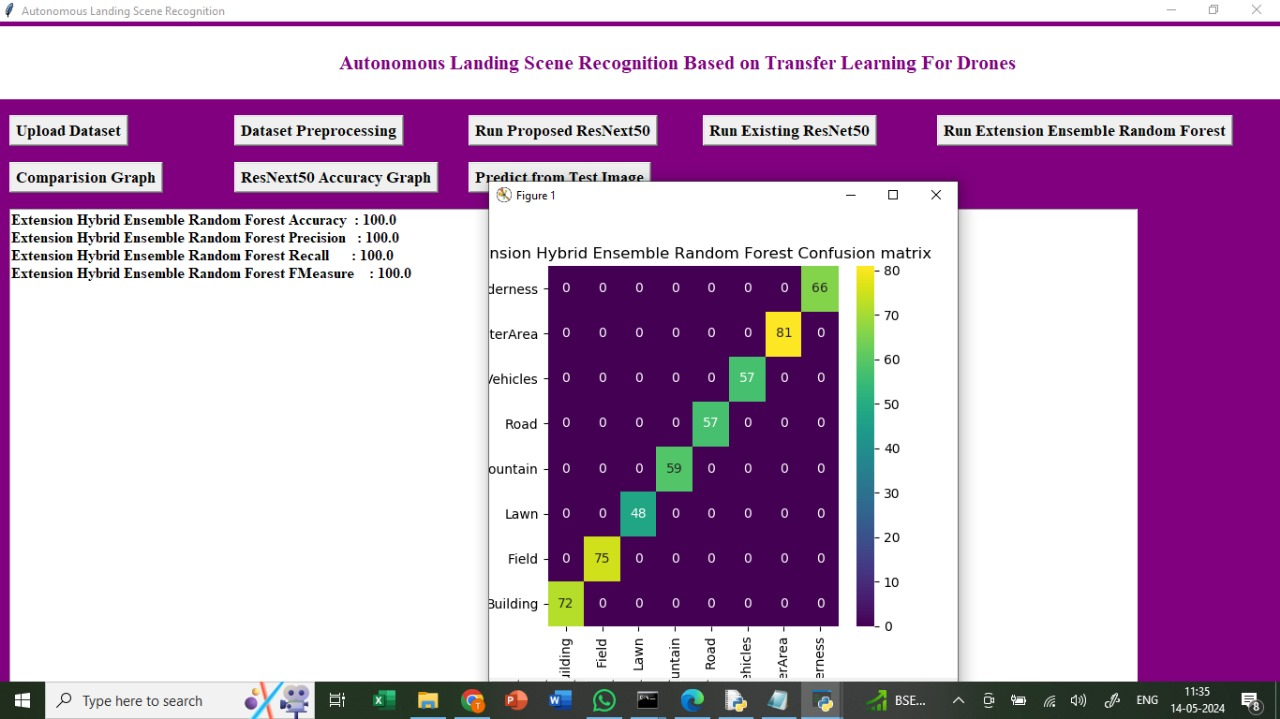 Autonomous Landing Scene Recognition
Autonomous Landing Scene Recognition Based on Transfer Learning For Drones
Upload Dataset
Dataset Preprocessing
Run Proposed ResNext50
Run Existing ResNet50
Run Extension Ensemble Random Forest
Comparision Graph
ResNext50 Accuracy Graph
Predict from Test Image
Extension Hybrid Ensemble Random Forest Accuracy : 100.0
Extension Hybrid Ensemble Random Forest Precision : 100.0
Extension Hybrid Ensemble Random Forest Recall : 100.0
Extension Hybrid Ensemble Random Forest FMeasure : 100.0
Figure 1
nsion Hybrid Ensemble Random Forest Confusion matrix
derness 0 0 0 0 0 0 0 66
terArea 0 0 0 0 0 0 81 0
Vehicles 0 0 0 0 0 57 0 0
Road 0 0 0 0 57 0 0 0
ountain 0 0 0 59 0 0 0 0
Lawn 0 0 48 0 0 0 0 0
Field 0 75 0 0 0 0 0 0
Building 72 0 0 0 0 0 0 0
uilding
Field
Lawn
untain
Road
ehicles
erArea
erness
80
70
60
50
40
30
20
10
0
Type here to search
BSE...
ENG
11:35
14-05-2024
8